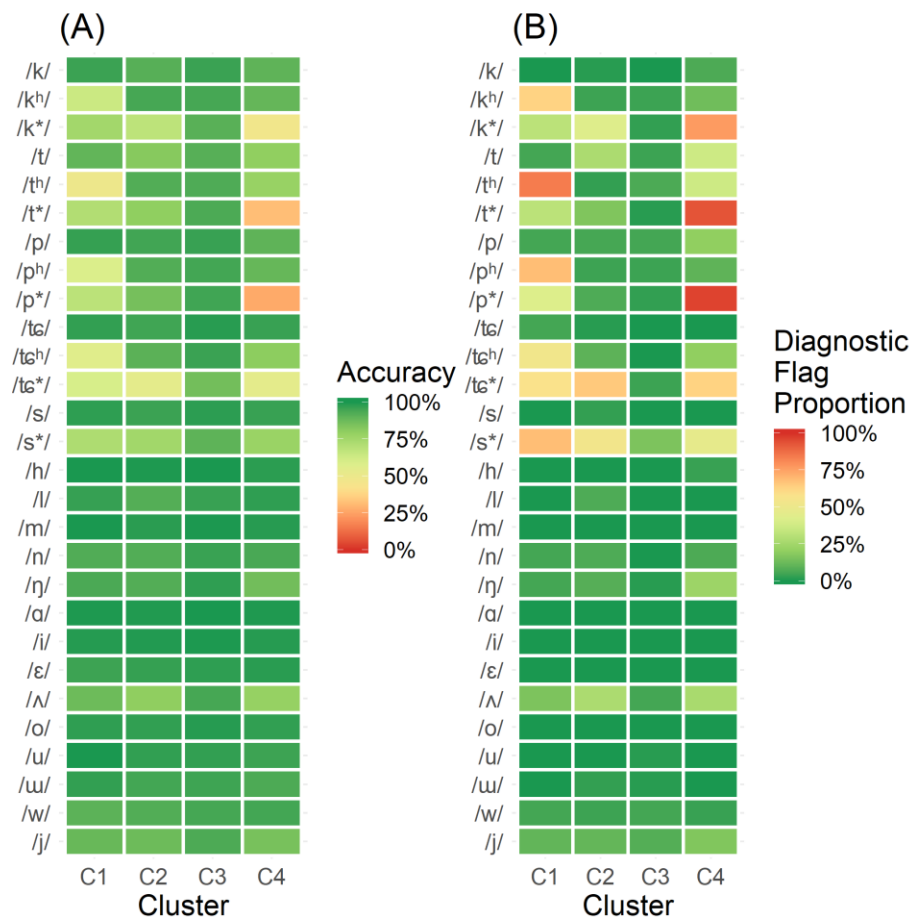 (A)
/k/
/kʰ/
/k*/
/t/
/tʰ/
/t*/
/p/
/pʰ/
/p*/
/tɕ/
/tɕʰ/
/tɕ*/
/s/
/s*/
/h/
/l/
/m/
/n/
/ŋ/
/ɑ/
/i/
/ɛ/
/ʌ/
/o/
/u/
/ɯ/
/w/
/j/
C1 C2 C3 C4
Cluster
Accuracy
100%
75%
50%
25%
0%
(B)
/k/
/kʰ/
/k*/
/t/
/tʰ/
/t*/
/p/
/pʰ/
/p*/
/tɕ/
/tɕʰ/
/tɕ*/
/s/
/s*/
/h/
/l/
/m/
/n/
/ŋ/
/ɑ/
/i/
/ɛ/
/ʌ/
/o/
/u/
/ɯ/
/w/
/j/
C1 C2 C3 C4
Cluster
Diagnostic
Flag
Proportion
100%
75%
50%
25%
0%